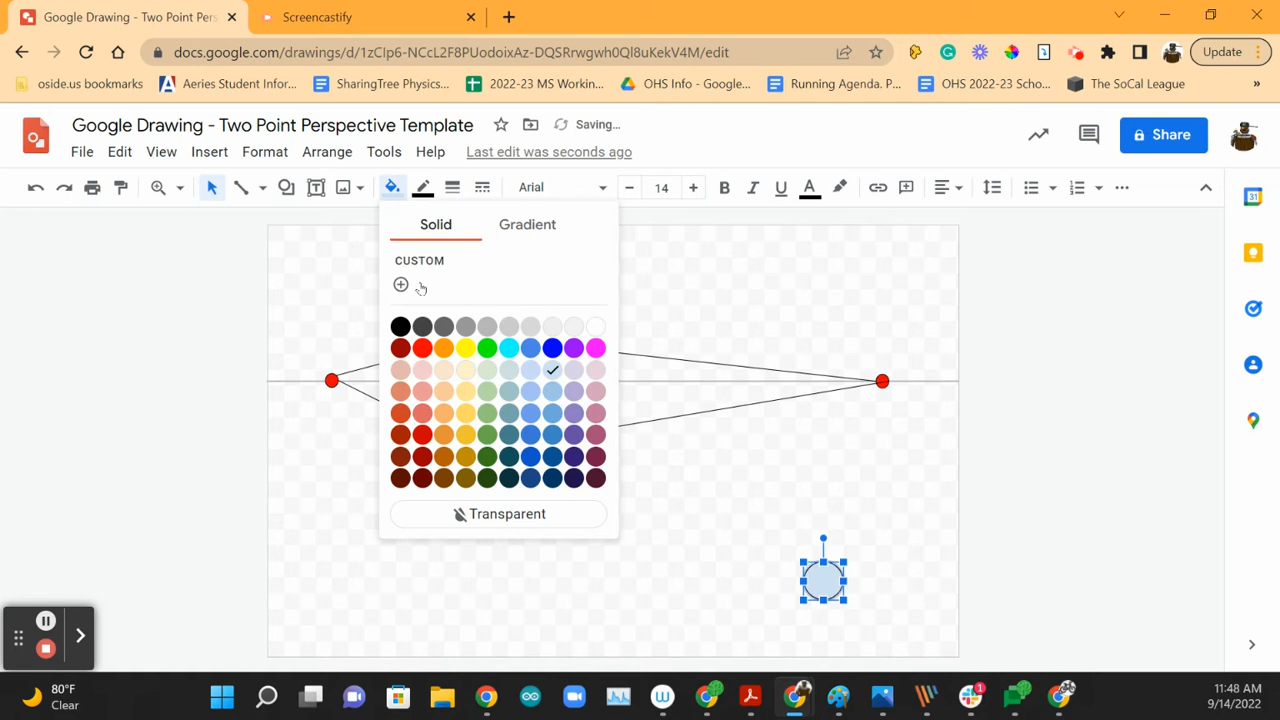 Google Drawing - Two Point Pers
Screencastify
docs.google.com/drawings/d/1zCIp6-NCcL2F8PUodoixAz-DQSRrwgwh0QI8uKekV4M/edit
Update
oside.us bookmarks
Aeries Student Infor...
SharingTree Physics...
2022-23 MS Workin...
OHS Info - Google...
Running Agenda. P...
OHS 2022-23 Scho...
The SoCal League
»
Google Drawing - Two Point Perspective Template
Saving...
Share
File Edit View Insert Format Arrange Tools Help
Last edit was seconds ago
Arial
14
B I U A
31
Solid
Gradient
CUSTOM
Transparent
80°F
Clear
11:48 AM
9/14/2022